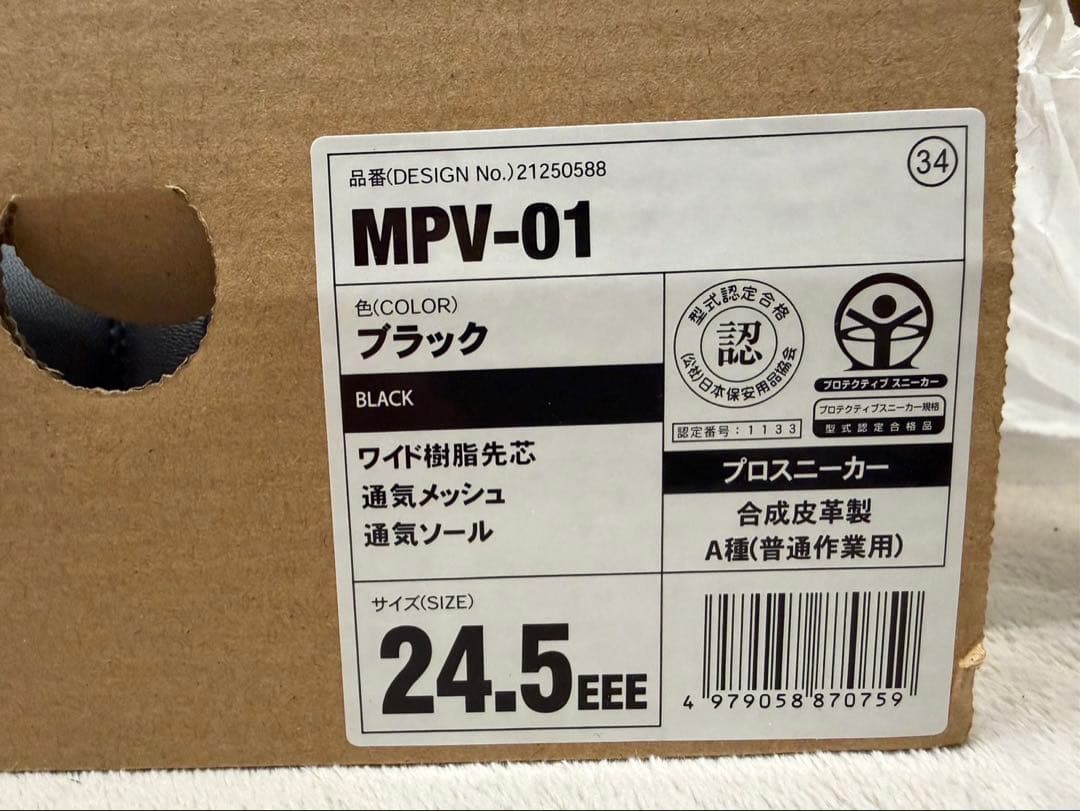 品番(DESIGN No.)21250588
34
MPV-01
色(COLOR)
ブラック
BLACK
ワイド樹脂先芯
通気メッシュ
通気ソール
型式認定合格
認
(公社)日本保安用品協会
認定番号:1133
プロテクティブ スニーカー
プロテクティブスニーカー規格
型式認定合格品
プロスニーカー
合成皮革製
A種(普通作業用)
サイズ(SIZE)
24.5EEE
4 979058 870759